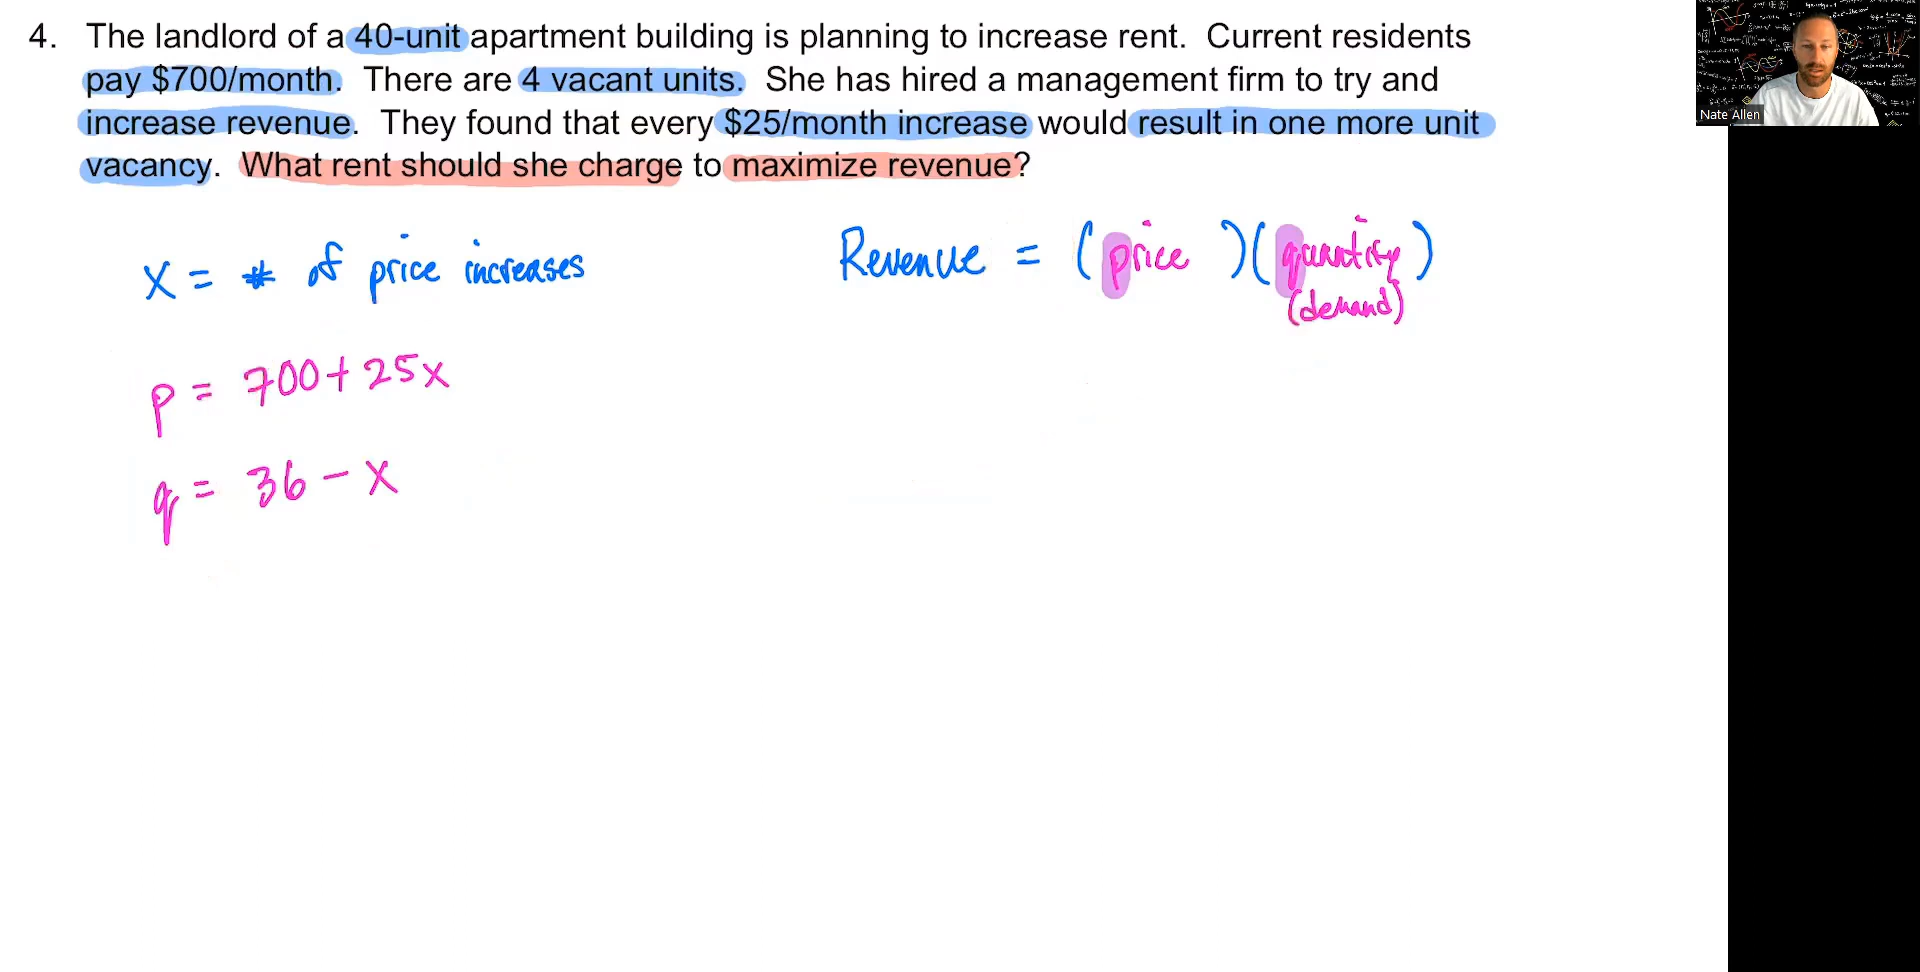 4. The landlord of a 40-unit apartment building is planning to increase rent. Current residents
pay $700/month. There are 4 vacant units. She has hired a management firm to try and
increase revenue. They found that every $25/month increase would result in one more unit
vacancy. What rent should she charge to maximize revenue?
x = # of price increases
Revenue = (price)(quantity)
(demand)
p = 700 + 25x
q = 36 - x
Nate Allen